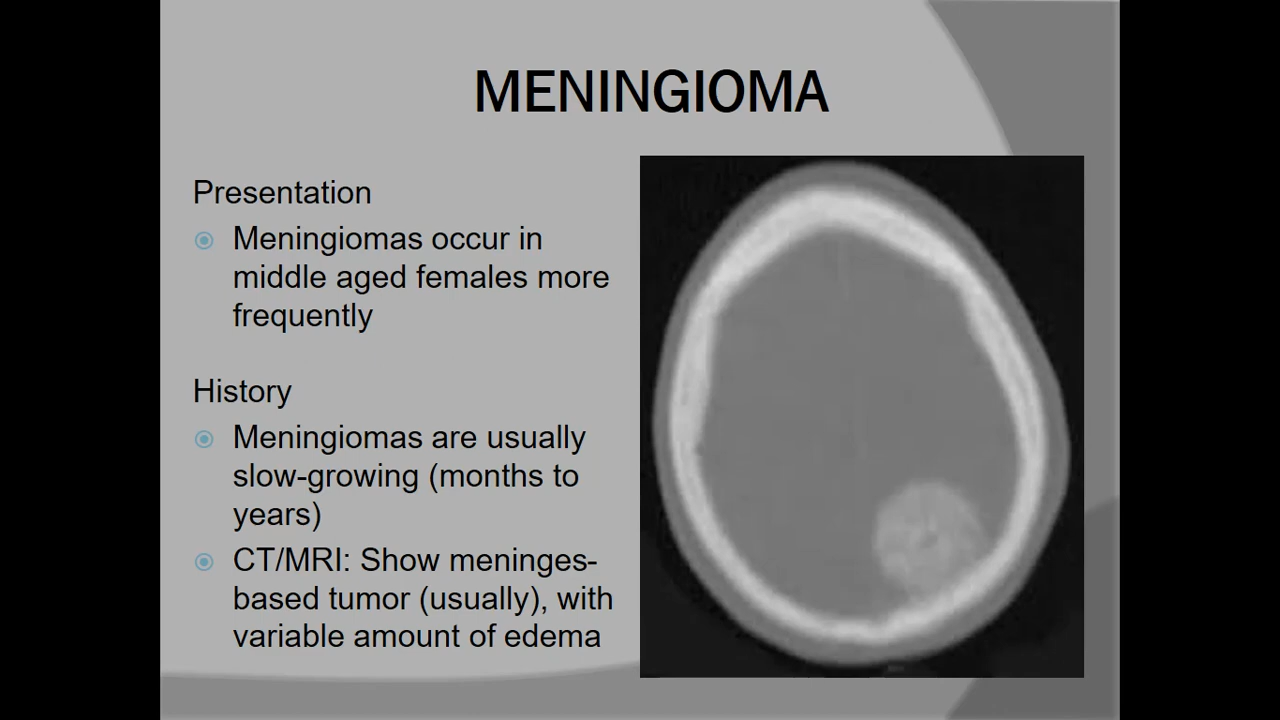 MENINGIOMA
Presentation
Meningiomas occur in
middle aged females more
frequently
History
Meningiomas are usually
slow-growing (months to
years)
CT/MRI: Show meninges-
based tumor (usually), with
variable amount of edema